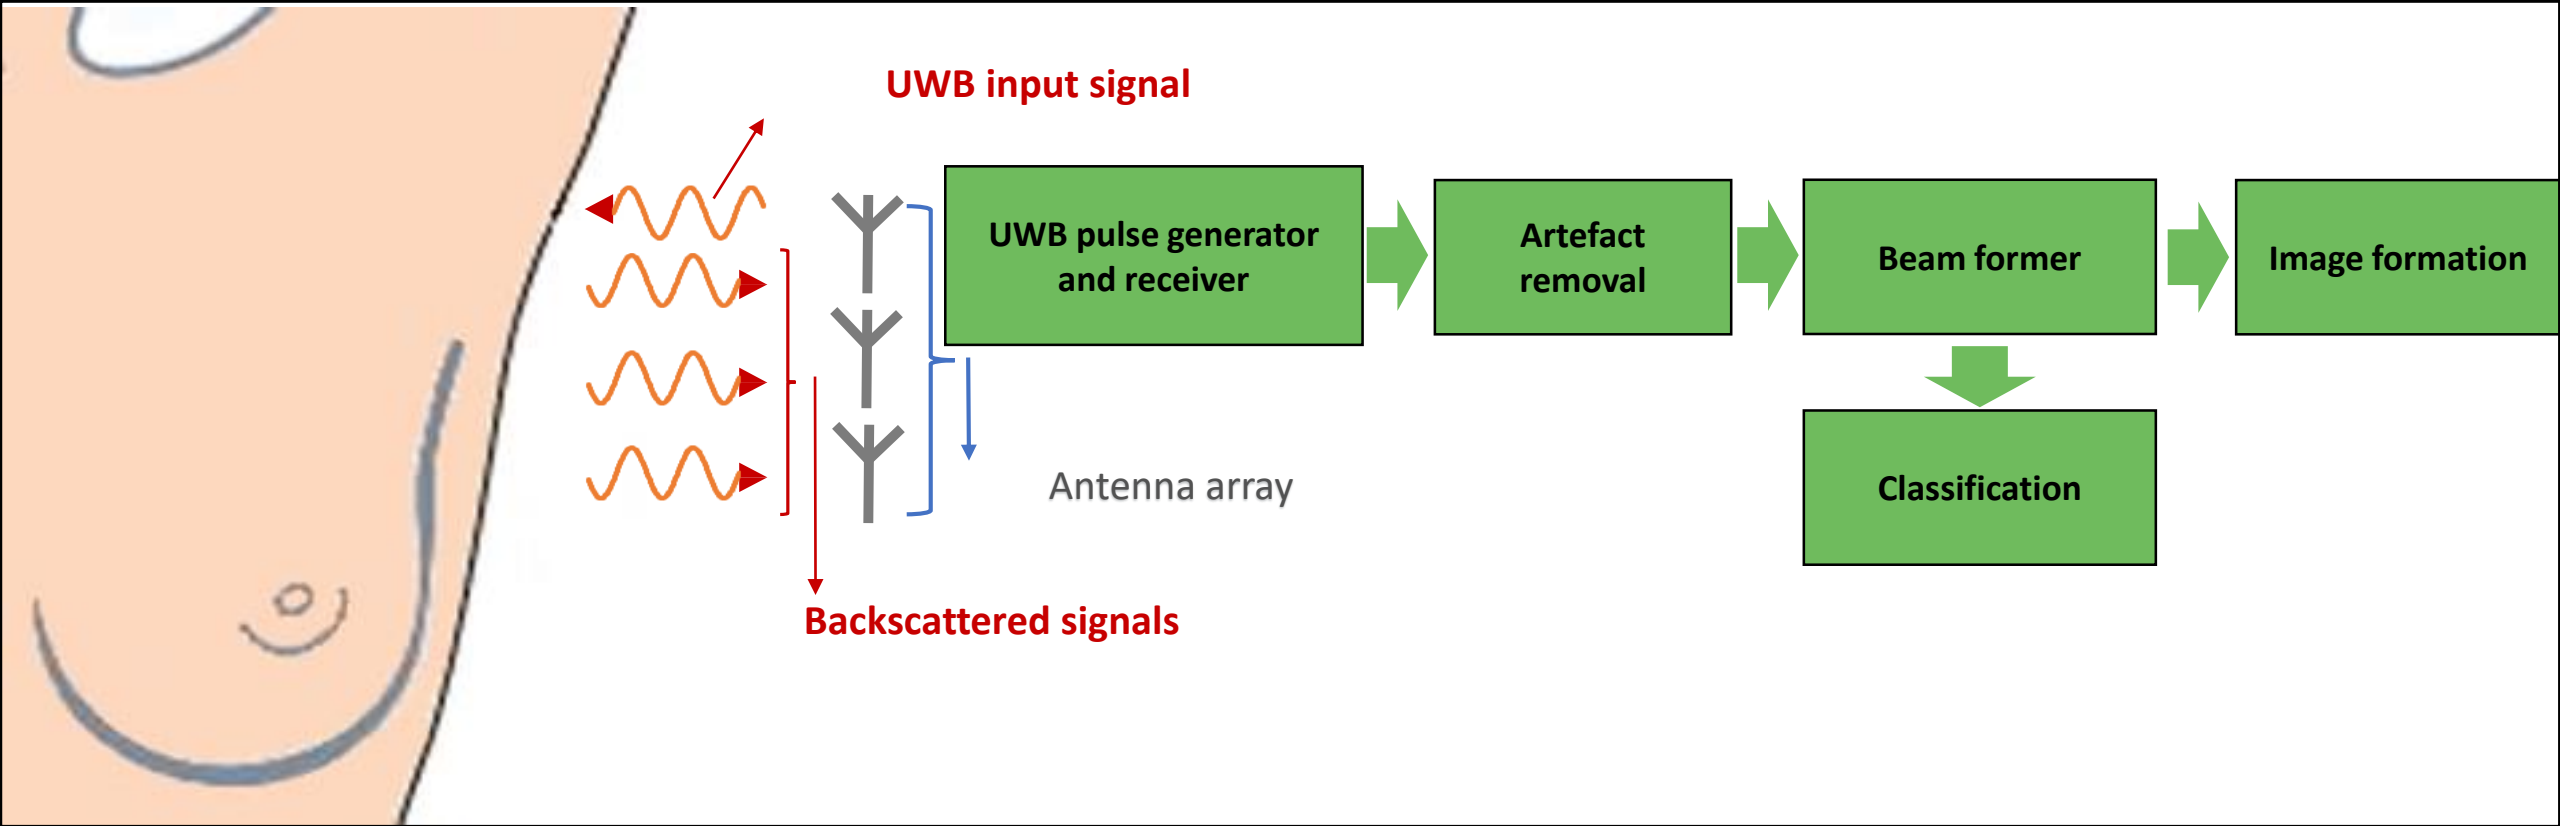 UWB input signal
UWB pulse generator
and receiver
Artefact
removal
Beam former
Image formation
Antenna array
Classification
Backscattered signals